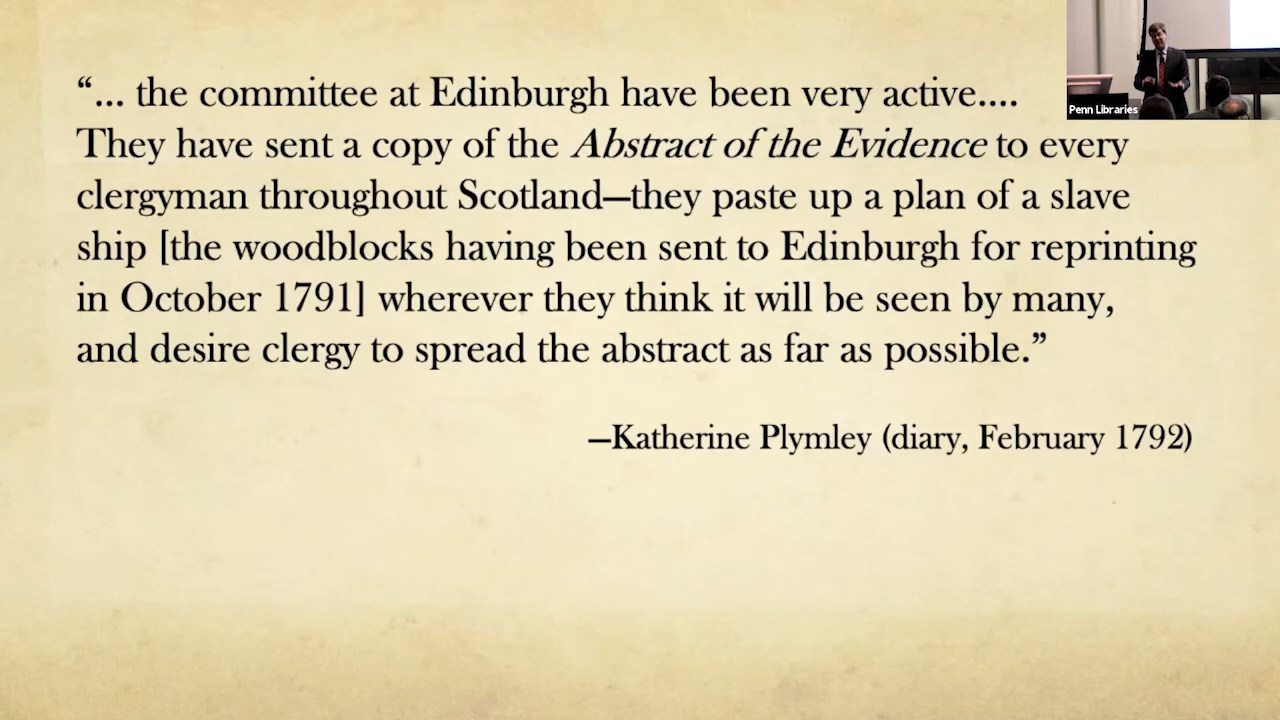 “... the committee at Edinburgh have been very active....
They have sent a copy of the Abstract of the Evidence to every
clergyman throughout Scotland—they paste up a plan of a slave
ship [the woodblocks having been sent to Edinburgh for reprinting
in October 1791] wherever they think it will be seen by many,
and desire clergy to spread the abstract as far as possible.”
—Katherine Plymley (diary, February 1792)
Penn Libraries